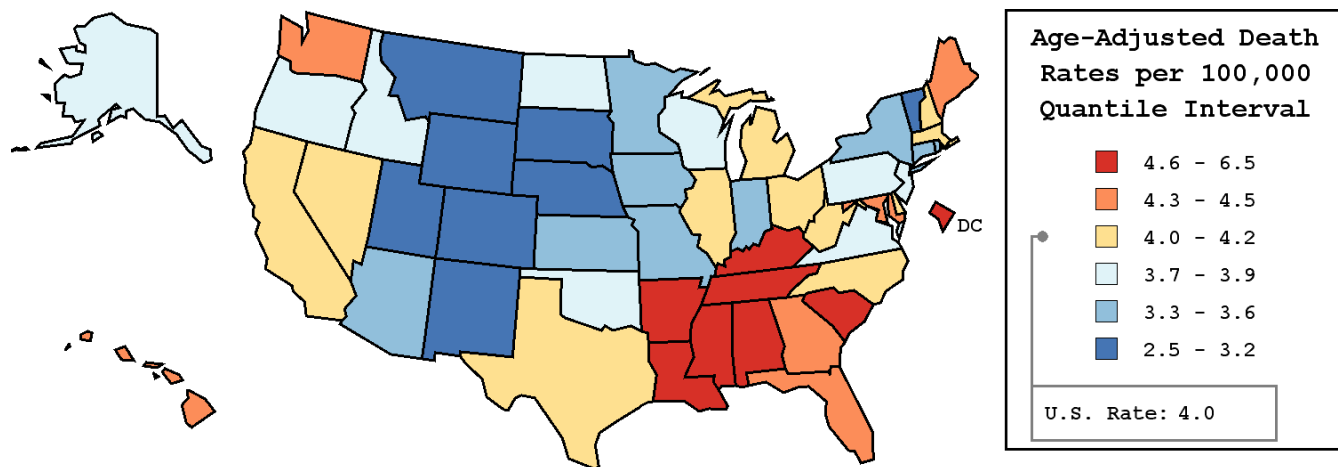 Age-Adjusted Death
Rates per 100,000
Quantile Interval
4.6 - 6.5
4.3 - 4.5
4.0 - 4.2
3.7 - 3.9
3.3 - 3.6
2.5 - 3.2
U.S. Rate: 4.0
DC